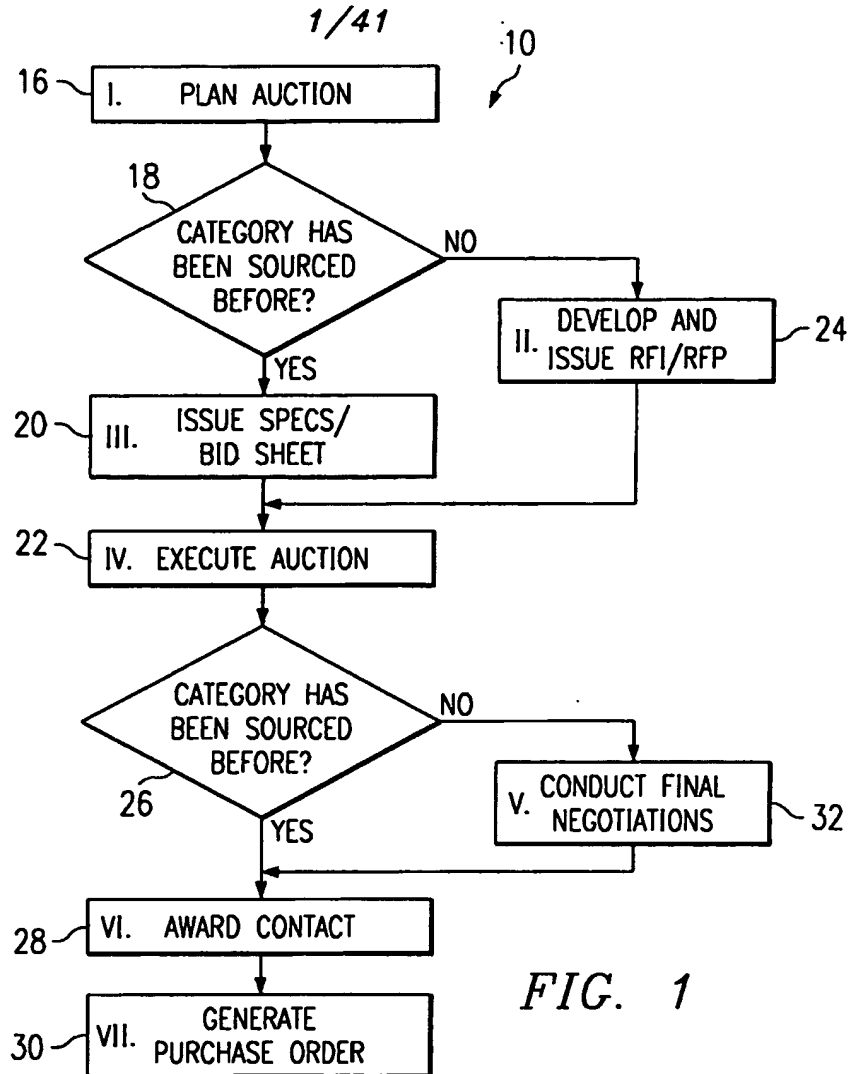 1/41
10
16
I. PLAN AUCTION
18
CATEGORY HAS
BEEN SOURCED
BEFORE?
NO
YES
II. DEVELOP AND
ISSUE RFI/RFP
24
20
III. ISSUE SPECS/
BID SHEET
22
IV. EXECUTE AUCTION
CATEGORY HAS
BEEN SOURCED
BEFORE?
26
NO
YES
V. CONDUCT FINAL
NEGOTIATIONS
32
28
VI. AWARD CONTACT
30
VII. GENERATE
PURCHASE ORDER
FIG. 1